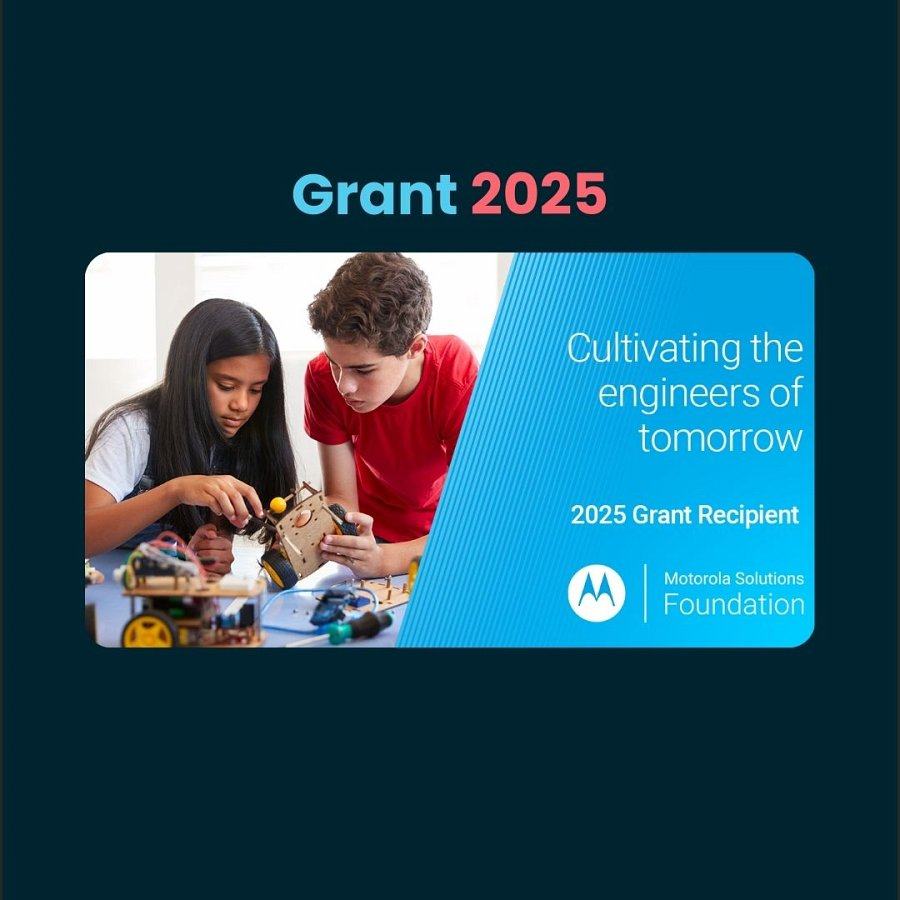 Grant 2025
Cultivating the
engineers of
tomorrow
2025 Grant Recipient
Motorola Solutions
Foundation